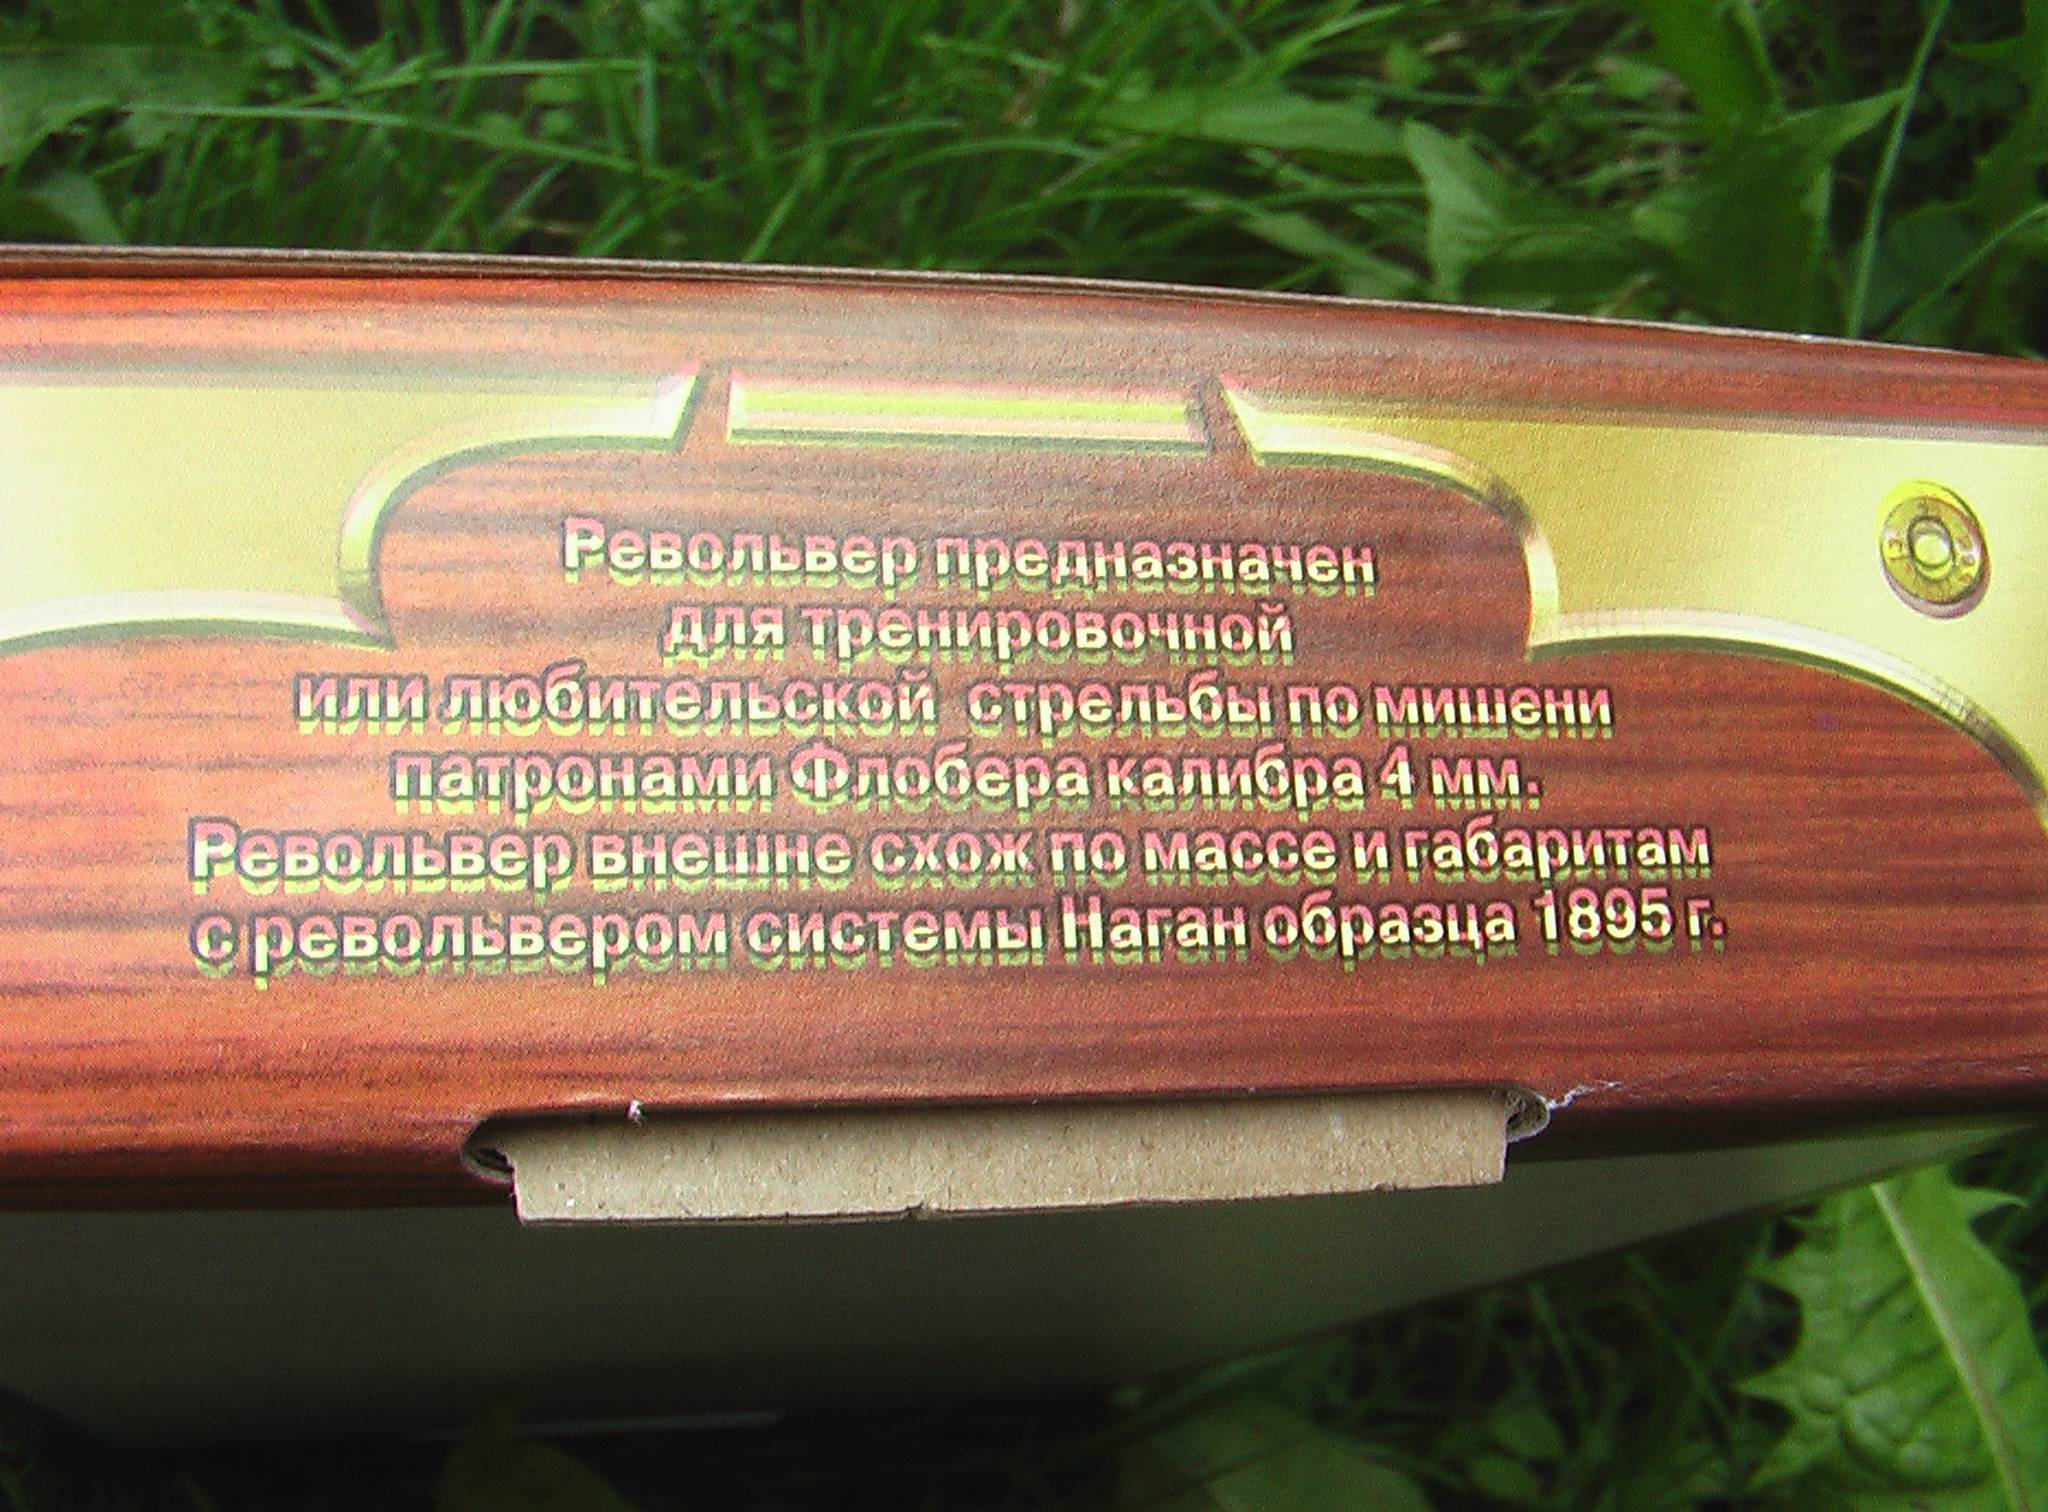 Револьвер предназначен
для тренировочной
или любительской стрельбы по мишени
патронами Флобера калибра 4 мм.
Револьвер внешне схож по массе и габаритам
с револьвером системы Наган образца 1895 г.